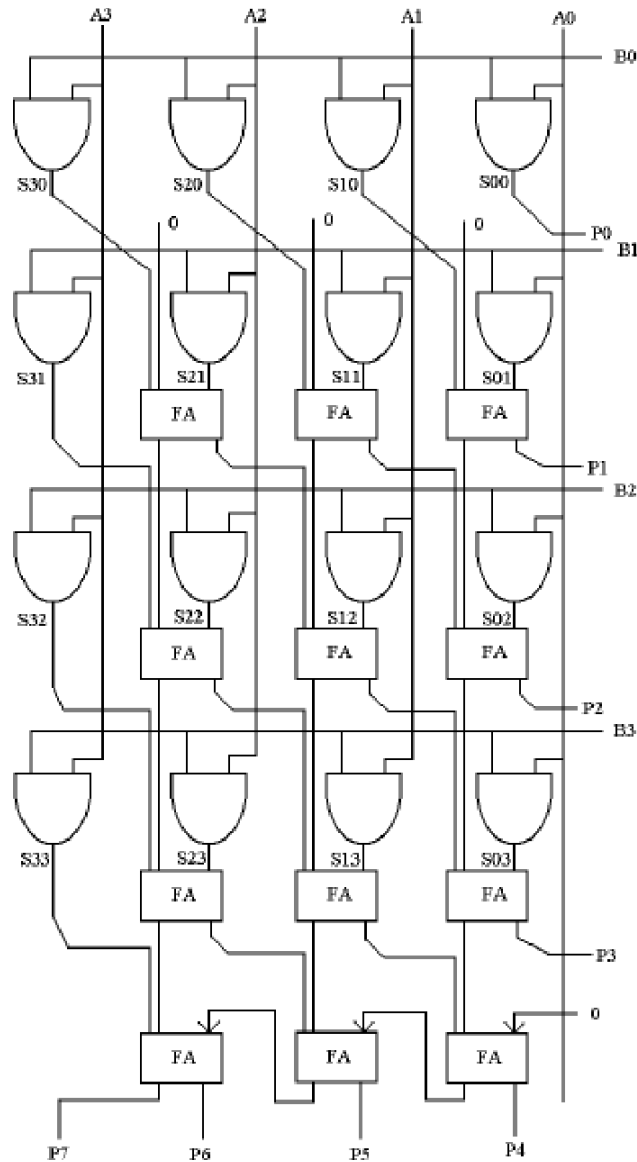 A3 A2 A1 A0
B0
S30 S20 S10 S00
0 0 0
P0
B1
S31 S21 S11 S01
FA FA FA
P1
B2
S32 S22 S12 S02
FA FA FA
P2
B3
S33 S23 S13 S03
FA FA FA
P3
0
FA FA FA
P7 P6 P5 P4